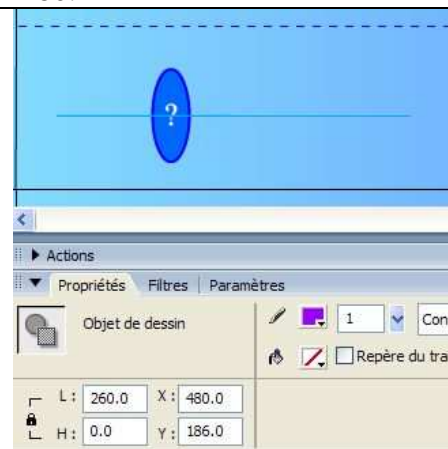 ?
Actions
Propriétés Filtres Paramètres
Objet de dessin 1 Con
Repère du tra
L: 260.0 X: 480.0
H: 0.0 Y: 186.0